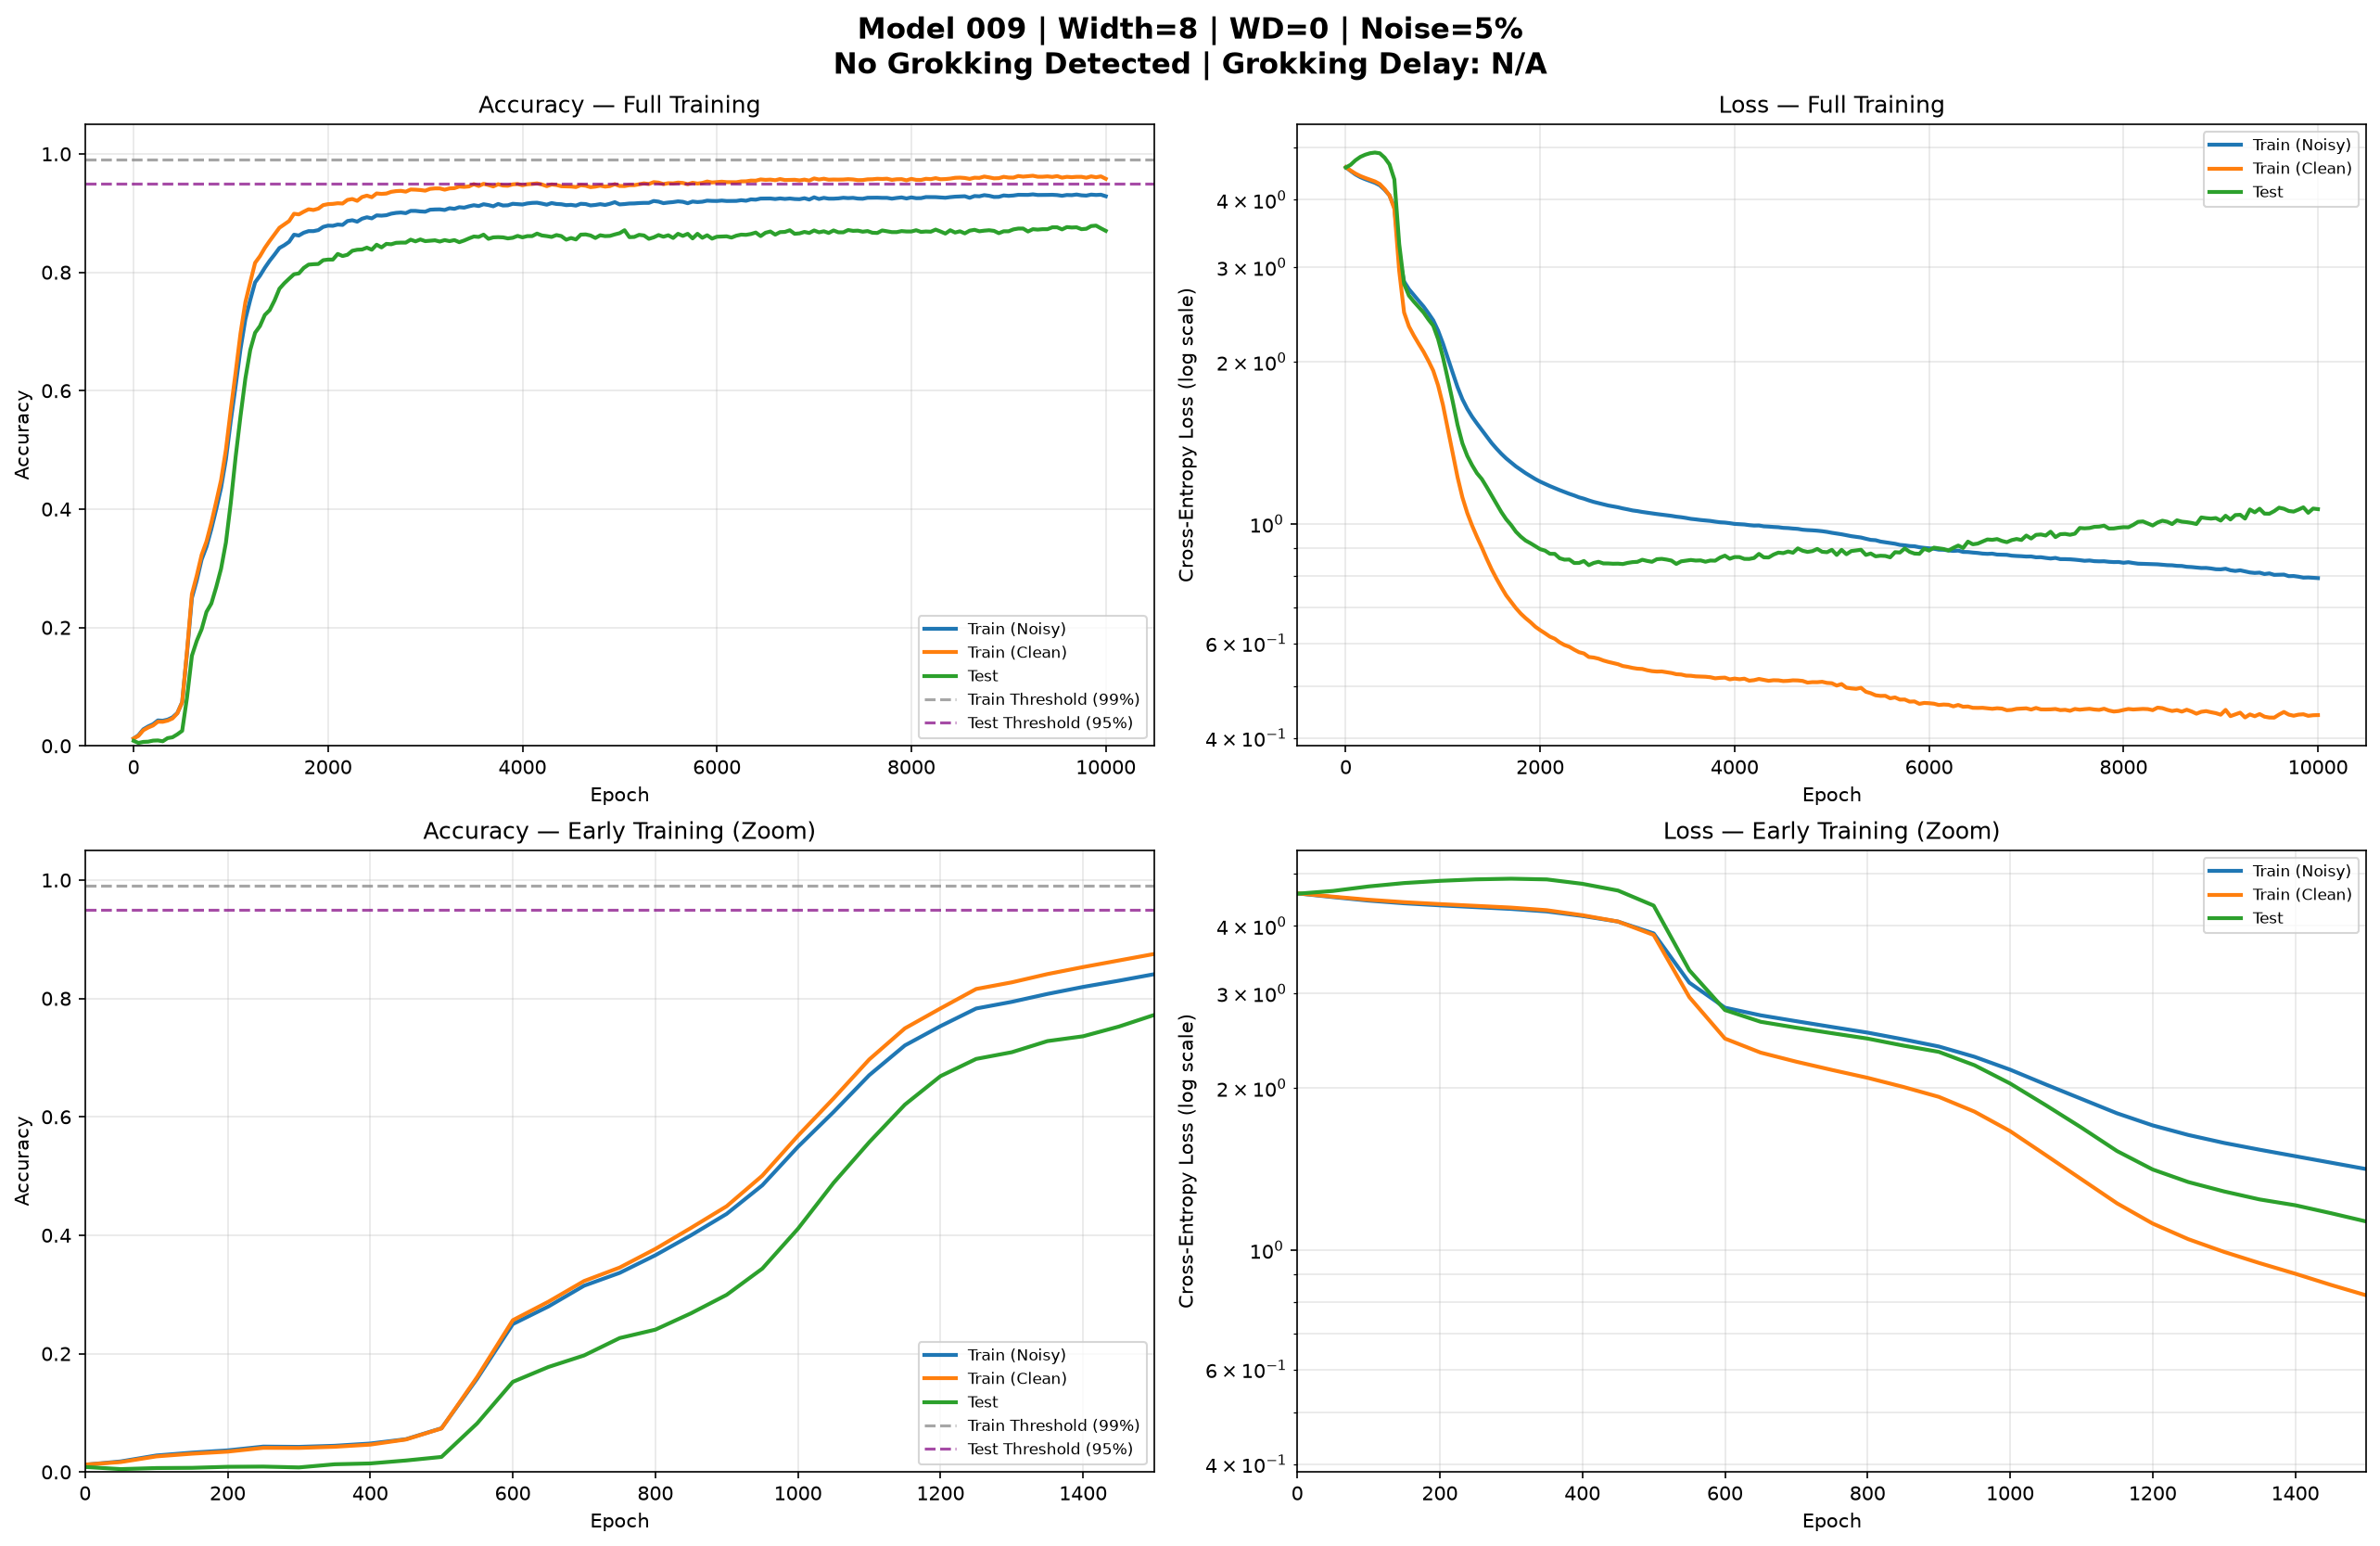 Model 009 | Width=8 | WD=0 | Noise=5%
No Grokking Detected | Grokking Delay: N/A
Accuracy — Full Training
Accuracy
1.0
0.8
0.6
0.4
0.2
0.0
0 2000 4000 6000 8000 10000
Epoch
Train (Noisy)
Train (Clean)
Test
Train Threshold (99%)
Test Threshold (95%)
Loss — Full Training
Cross-Entropy Loss (log scale)
4 × 10⁰
3 × 10⁰
2 × 10⁰
10⁰
6 × 10⁻¹
4 × 10⁻¹
0 2000 4000 6000 8000 10000
Epoch
Train (Noisy)
Train (Clean)
Test
Accuracy — Early Training (Zoom)
Accuracy
1.0
0.8
0.6
0.4
0.2
0.0
0 200 400 600 800 1000 1200 1400
Epoch
Train (Noisy)
Train (Clean)
Test
Train Threshold (99%)
Test Threshold (95%)
Loss — Early Training (Zoom)
Cross-Entropy Loss (log scale)
4 × 10⁰
3 × 10⁰
2 × 10⁰
10⁰
6 × 10⁻¹
4 × 10⁻¹
0 200 400 600 800 1000 1200 1400
Epoch
Train (Noisy)
Train (Clean)
Test